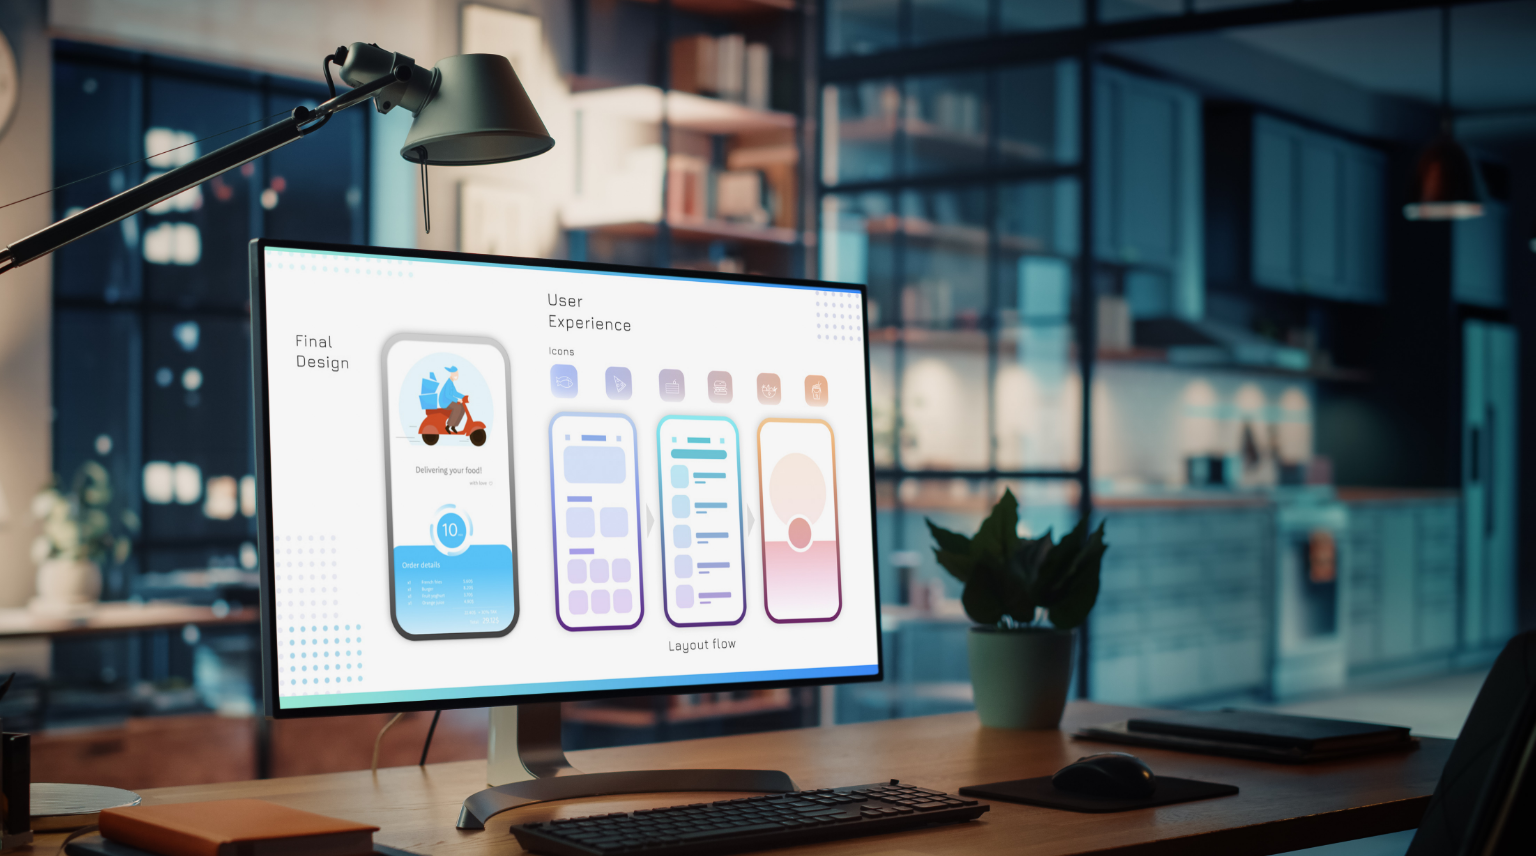 User
Experience
Final
Design
Icons
Delivering your food!
10
Order details
Layout flow